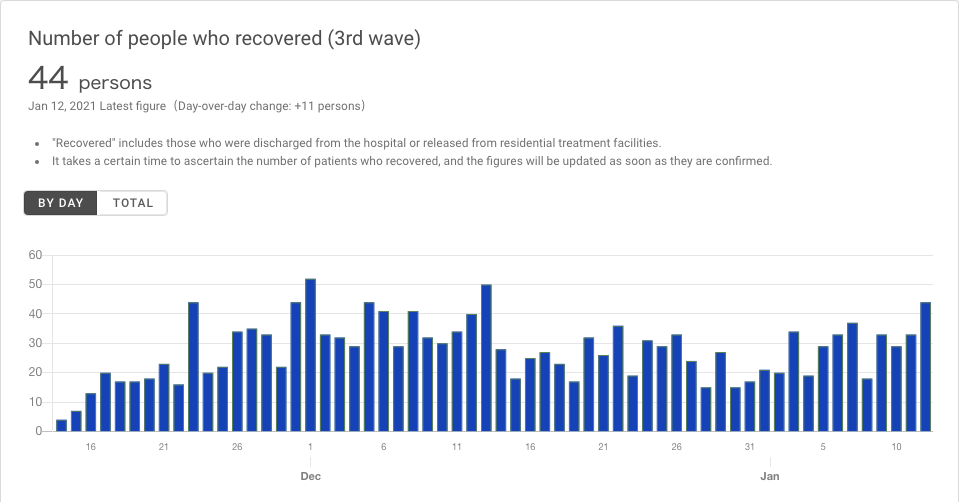 Number of people who recovered (3rd wave)
44 persons
Jan 12, 2021 Latest figure（Day-over-day change: +11 persons）
• "Recovered" includes those who were discharged from the hospital or released from residential treatment facilities.
• It takes a certain time to ascertain the number of patients who recovered, and the figures will be updated as soon as they are confirmed.
BY DAY TOTAL
60
50
40
30
20
10
0
16 21 26 1 6 11 16 21 26 31 5 10
Dec Jan